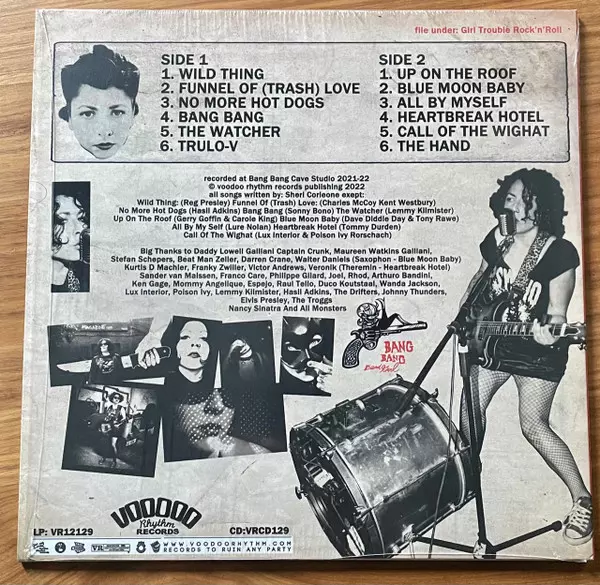 file under: Girl Trouble Rock'n'Roll
SIDE 1
1. WILD THING
2. FUNNEL OF (TRASH) LOVE
3. NO MORE HOT DOGS
4. BANG BANG
5. THE WATCHER
6. TRULO-V
SIDE 2
1. UP ON THE ROOF
2. BLUE MOON BABY
3. ALL BY MYSELF
4. HEARTBREAK HOTEL
5. CALL OF THE WIGHAT
6. THE HAND
recorded at Bang Bang Cave Studio 2021-22
© voodoo rhythm records publishing 2022
all songs written by: Sheri Corleone exept:
Wild Thing: (Reg Presley) Funnel Of (Trash) Love: (Charles McCoy Kent Westbury)
No More Hot Dogs (Hasil Adkins) Bang Bang (Sonny Bono) The Watcher (Lemmy Kilmister)
Up On The Roof (Gerry Goffin & Carole King) Blue Moon Baby (Dave Diddle Day & Tony Rawe)
All By My Self (Lure Nolan) Heartbreak Hotel (Tommy Durden)
Call Of The Wighat (Lux Interior & Poison Ivy Rorschach)
Big Thanks to Daddy Lowell Galliani Captain Crunk, Maureen Watkins Galliani,
Stefan Schepers, Beat Man Zeller, Darren Crane, Walter Daniels (Saxophon - Blue Moon Baby)
Kurtis D Machler, Franky Zwiller, Victor Andrews, Veronik (Theremin - Heartbreak Hotel)
Sander van Malssen, Franco Care, Philippe Gilard, Joel, Rhod, Arthuro Bandini,
Ken Gage, Mommy Angelique, Espejo, Raul Tello, Duco Koutstaal, Wanda Jackson,
Lux Interior, Poison Ivy, Lemmy Kilmister, Hasil Adkins, The Drifters, Johnny Thunders,
Elvis Presley, The Troggs
Nancy Sinatra And All Monsters
BANG
BANG
Band Girl
VOODOO
Rhythm
RECORDS
LP: VR12129
CD:VRCD129
WWW.VOODOORHYTHM.COM
RECORDS TO RUIN ANY PARTY